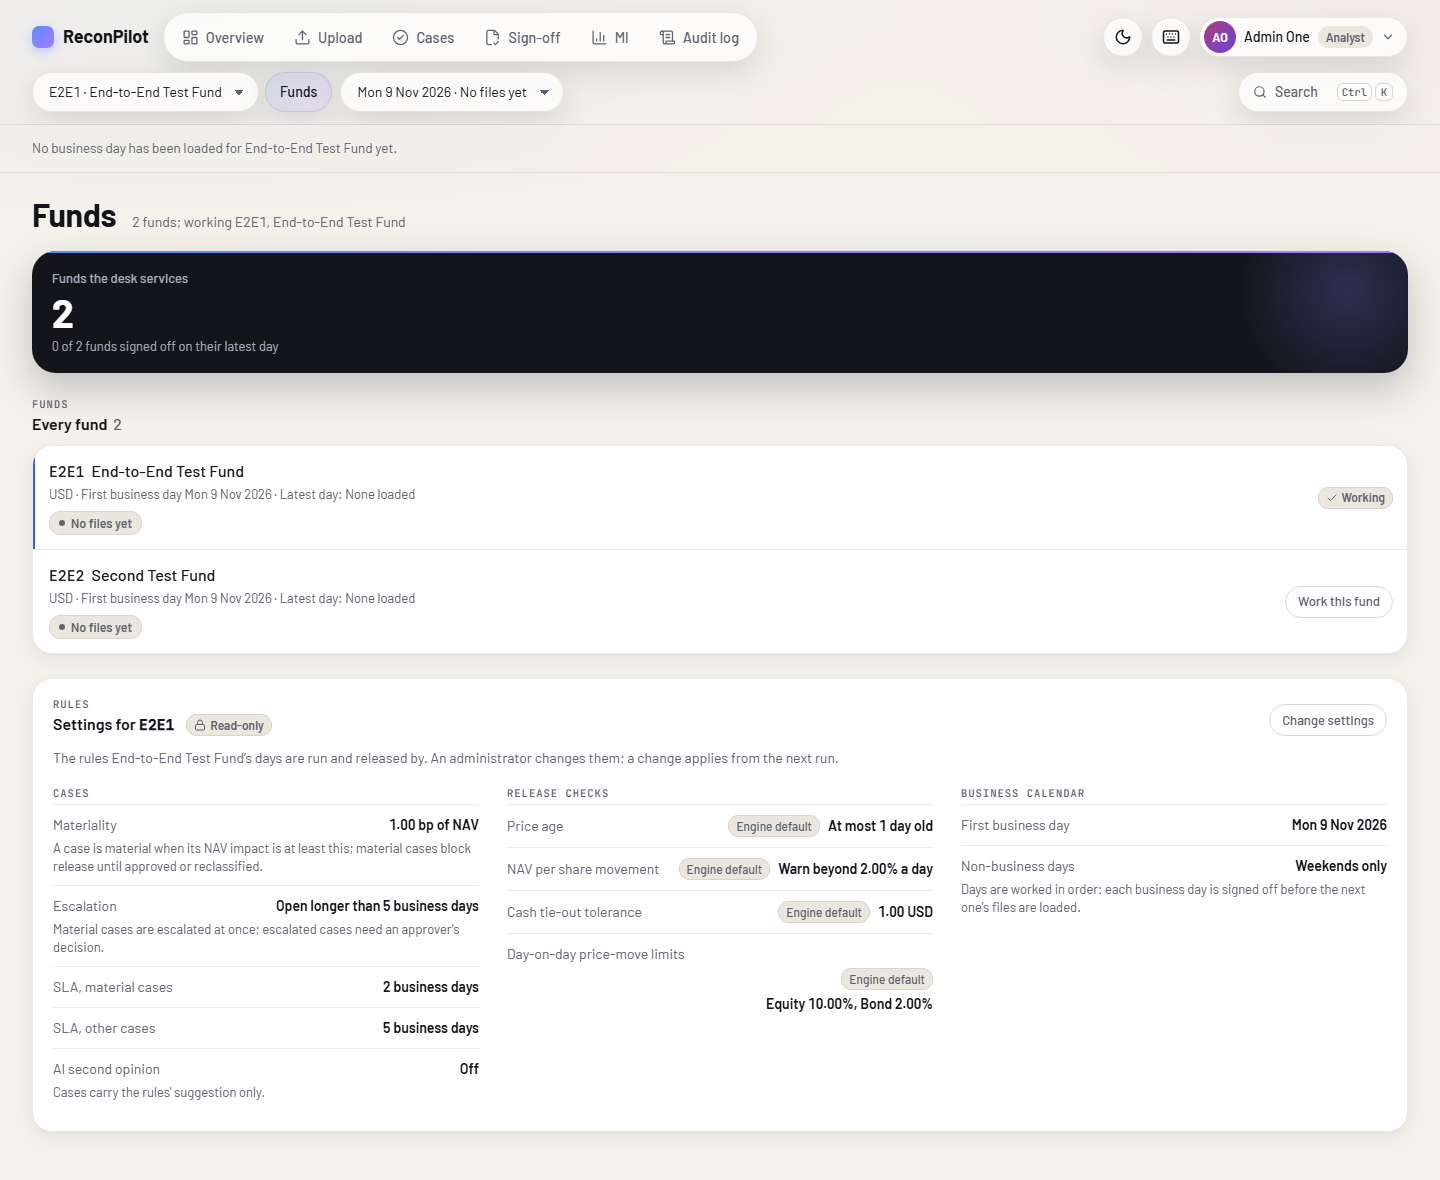 ReconPilot
Overview
Upload
Cases
Sign-off
MI
Audit log
AO
Admin One
Analyst
E2E1 · End-to-End Test Fund
Funds
Mon 9 Nov 2026 · No files yet
Search
Ctrl
K
No business day has been loaded for End-to-End Test Fund yet.
Funds
2 funds; working E2E1, End-to-End Test Fund
Funds the desk services
2
0 of 2 funds signed off on their latest day
FUNDS
Every fund 2
E2E1 End-to-End Test Fund
USD · First business day Mon 9 Nov 2026 · Latest day: None loaded
No files yet
Working
E2E2 Second Test Fund
USD · First business day Mon 9 Nov 2026 · Latest day: None loaded
No files yet
Work this fund
RULES
Settings for E2E1
Read-only
Change settings
The rules End-to-End Test Fund's days are run and released by. An administrator changes them; a change applies from the next run.
CASES
Materiality
1.00 bp of NAV
A case is material when its NAV impact is at least this; material cases block
release until approved or reclassified.
Escalation
Open longer than 5 business days
Material cases are escalated at once; escalated cases need an approver's
decision.
SLA, material cases
2 business days
SLA, other cases
5 business days
AI second opinion
Off
Cases carry the rules' suggestion only.
RELEASE CHECKS
Price age
Engine default
At most 1 day old
NAV per share movement
Engine default
Warn beyond 2.00% a day
Cash tie-out tolerance
Engine default
1.00 USD
Day-on-day price-move limits
Engine default
Equity 10.00%, Bond 2.00%
BUSINESS CALENDAR
First business day
Mon 9 Nov 2026
Non-business days
Weekends only
Days are worked in order: each business day is signed off before the next
one's files are loaded.